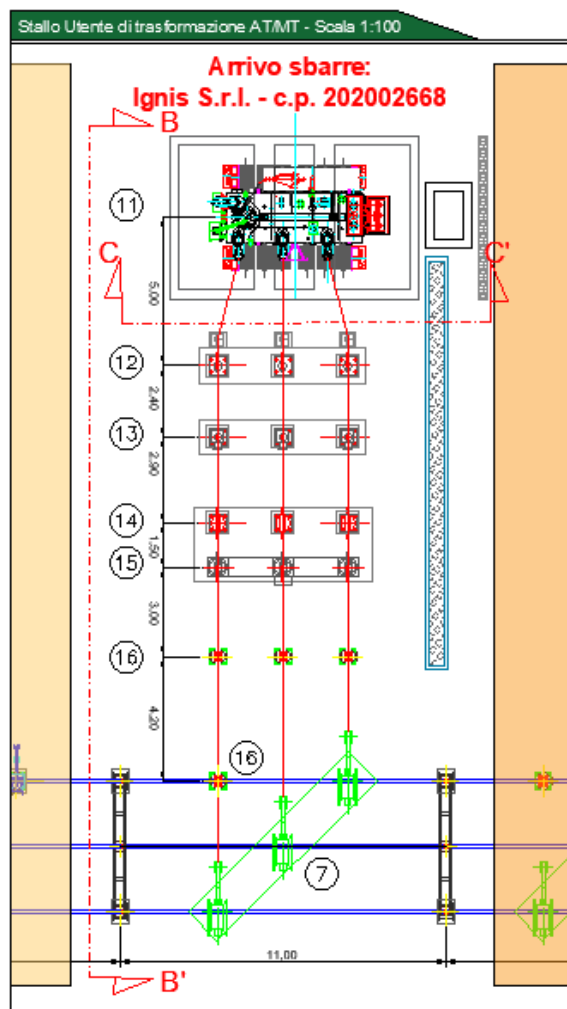 Stallo Utente di trasformazione AT/MT - Scala 1:100
Arrivo sbarre:
Ignis S.r.l. - c.p. 202002668
B
11
C
C'
5.00
12
2.40
13
2.90
14
1.50
15
3.00
16
4.20
16
7
11,00
B'